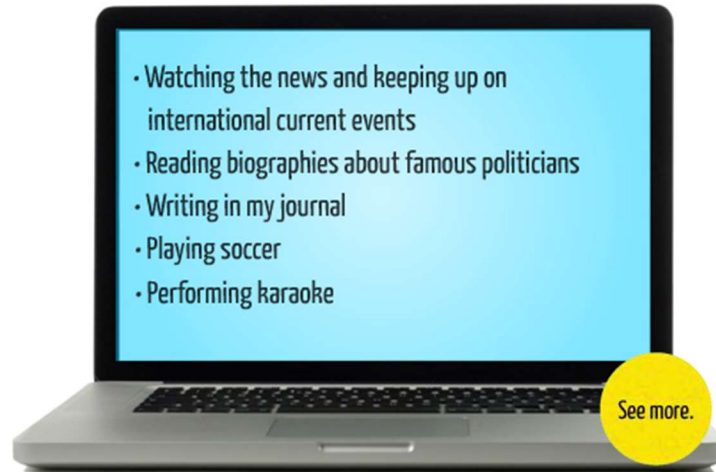 • Watching the news and keeping up on
international current events
• Reading biographies about famous politicians
• Writing in my journal
• Playing soccer
• Performing karaoke
See more.